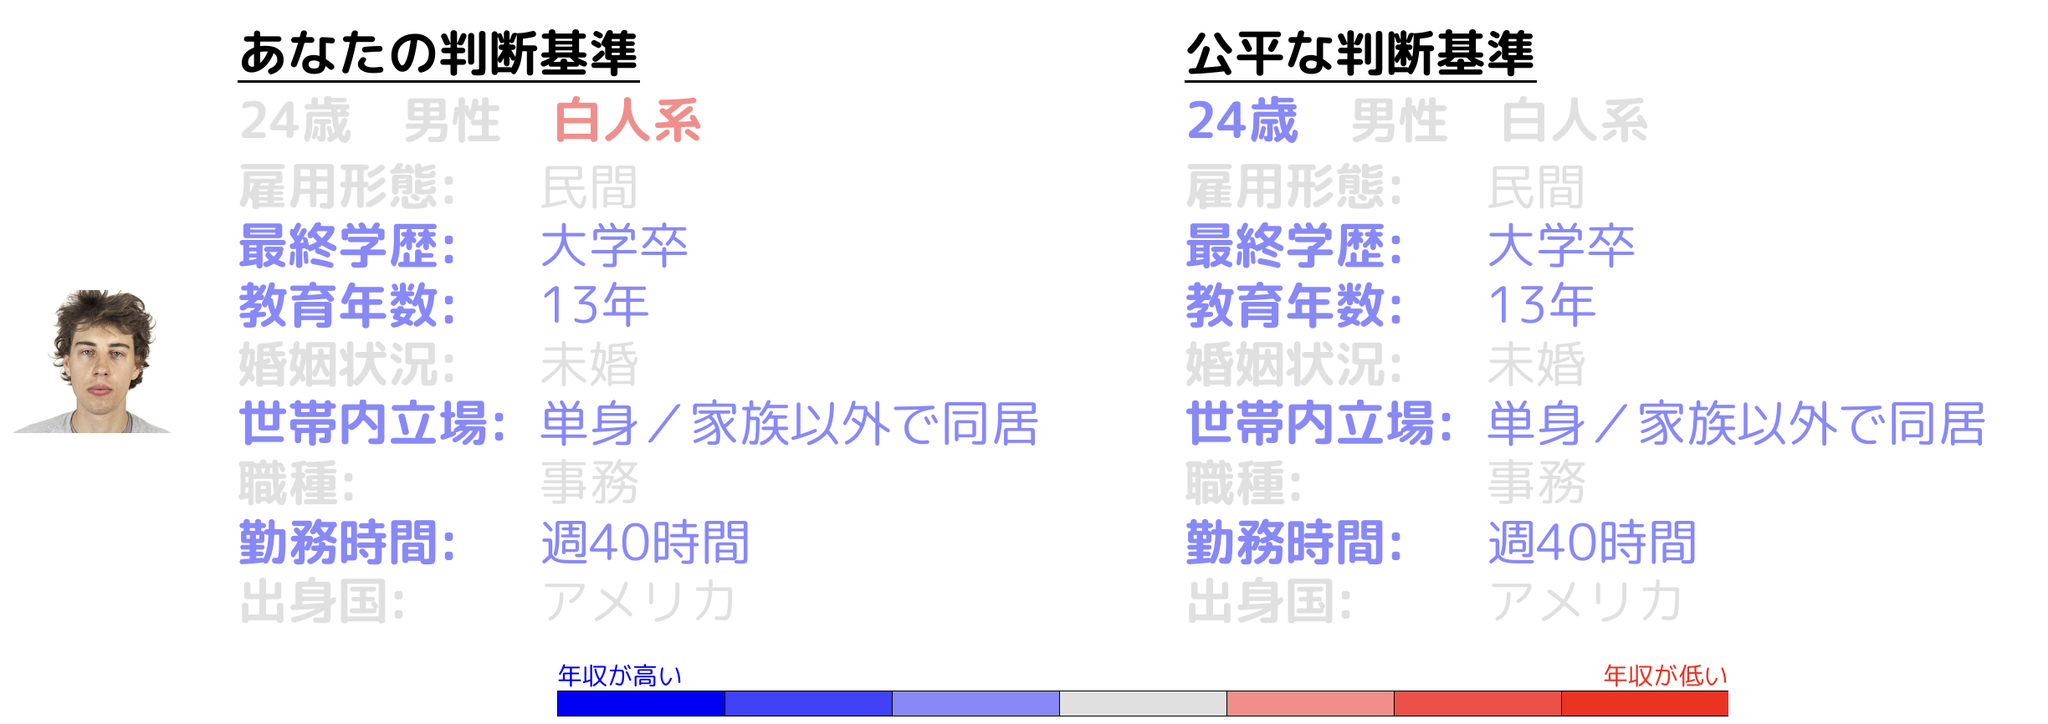 あなたの判断基準
24歳 男性 白人系
雇用形態: 民間
最終学歴: 大学卒
教育年数: 13年
婚姻状況: 未婚
世帯内立場: 単身／家族以外で同居
職種: 事務
勤務時間: 週40時間
出身国: アメリカ
公平な判断基準
24歳 男性 白人系
雇用形態: 民間
最終学歴: 大学卒
教育年数: 13年
婚姻状況: 未婚
世帯内立場: 単身／家族以外で同居
職種: 事務
勤務時間: 週40時間
出身国: アメリカ
年収が高い
年収が低い